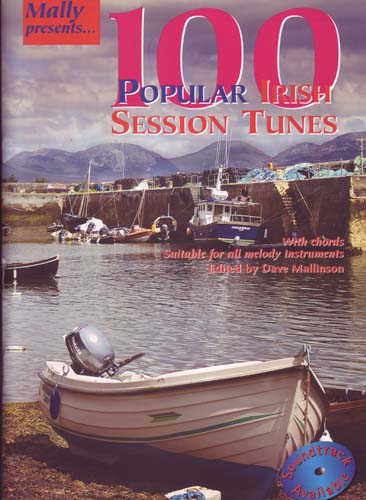 Mally
presents...
100
POPULAR IRISH
SESSION TUNES
With chords
Suitable for all melody instruments
Edited by Dave Mallinson
Soundtrack
Available